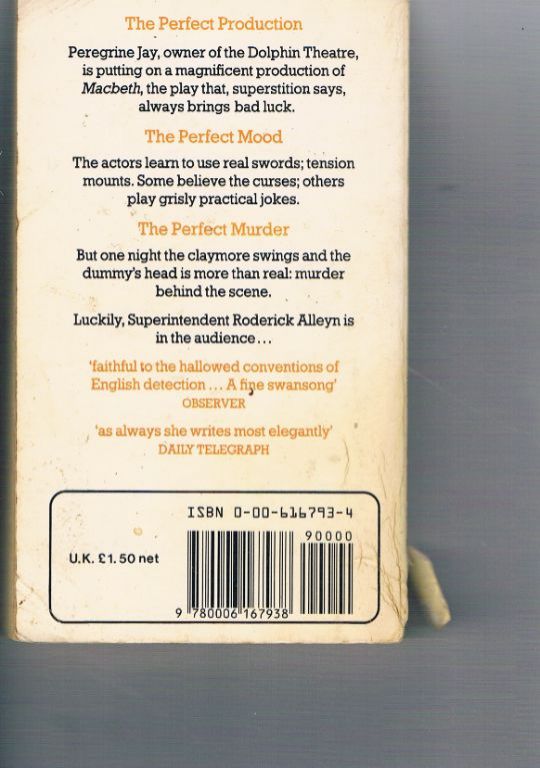 The Perfect Production
Peregrine Jay, owner of the Dolphin Theatre,
is putting on a magnificent production of
Macbeth, the play that, superstition says,
always brings bad luck.
The Perfect Mood
The actors learn to use real swords; tension
mounts. Some believe the curses; others
play grisly practical jokes.
The Perfect Murder
But one night the claymore swings and the
dummy's head is more than real: murder
behind the scene.
Luckily, Superintendent Roderick Alleyn is
in the audience...
'faithful to the hallowed conventions of
English detection ... A fine swansong'
OBSERVER
'as always she writes most elegantly'
DAILY TELEGRAPH
ISBN 0-00-616793-4
90000
U.K. £1.50 net
9 780006 167938